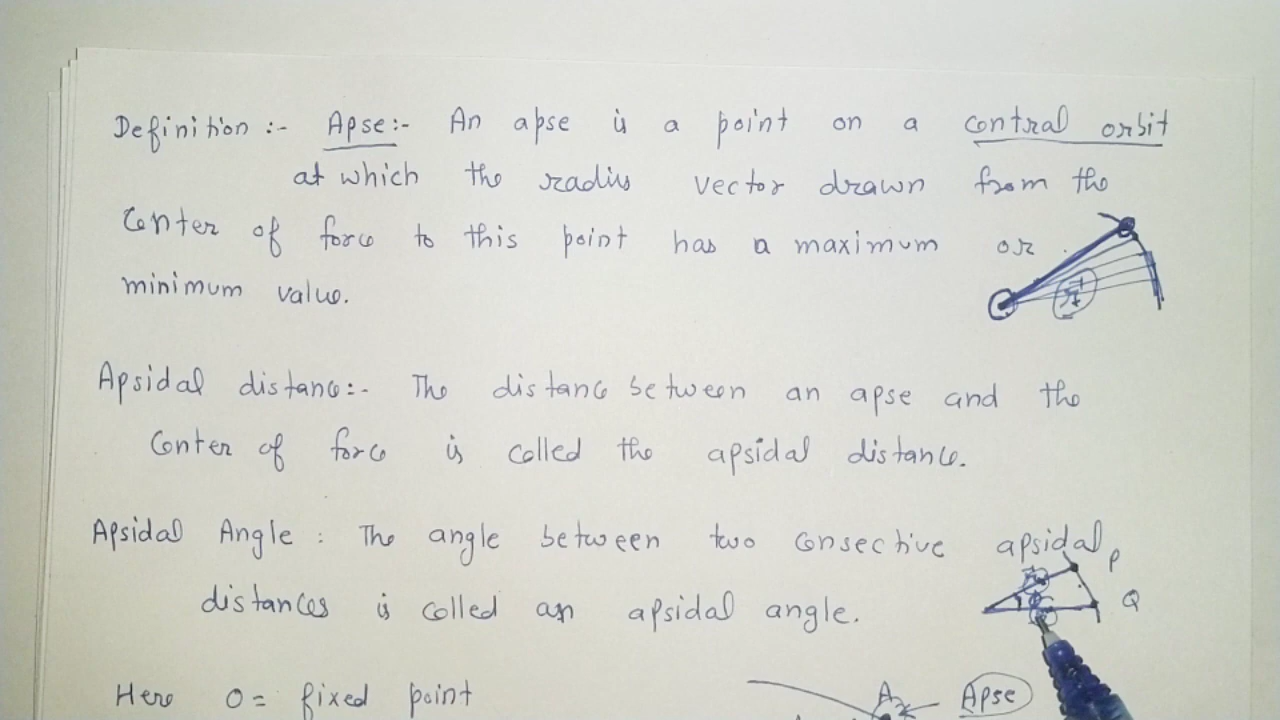 Definition :- Apse:- An apse is a point on a central orbit
at which the radius vector drawn from the
Center of force to this point has a maximum or
minimum value.
Apsidal distance:- The distance between an apse and the
Center of force is called the apsidal distance.
Apsidal Angle : The angle between two consective apsidal
distances is called an apsidal angle.
P
Q
Here O = fixed point
A
Apse